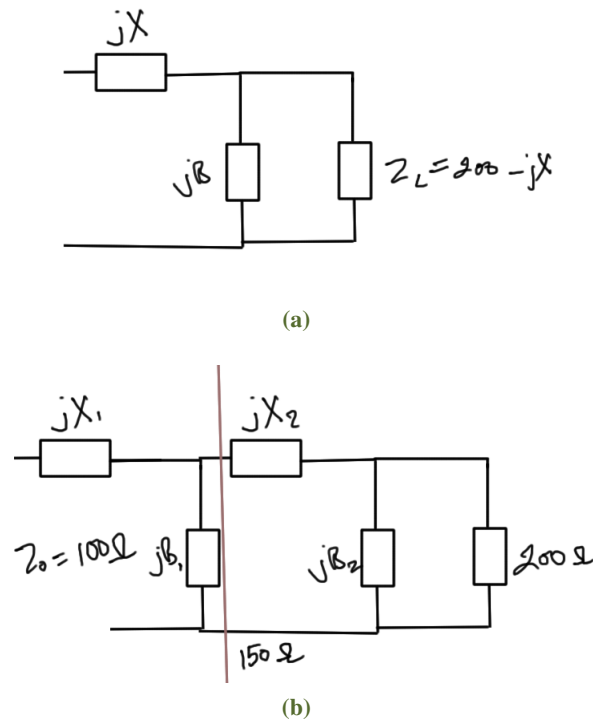 jX
jB
Z_L = 200 - jX
(a)
jX₁
jX₂
Z₀ = 100Ω
jB₁
jB₂
200Ω
150Ω
(b)